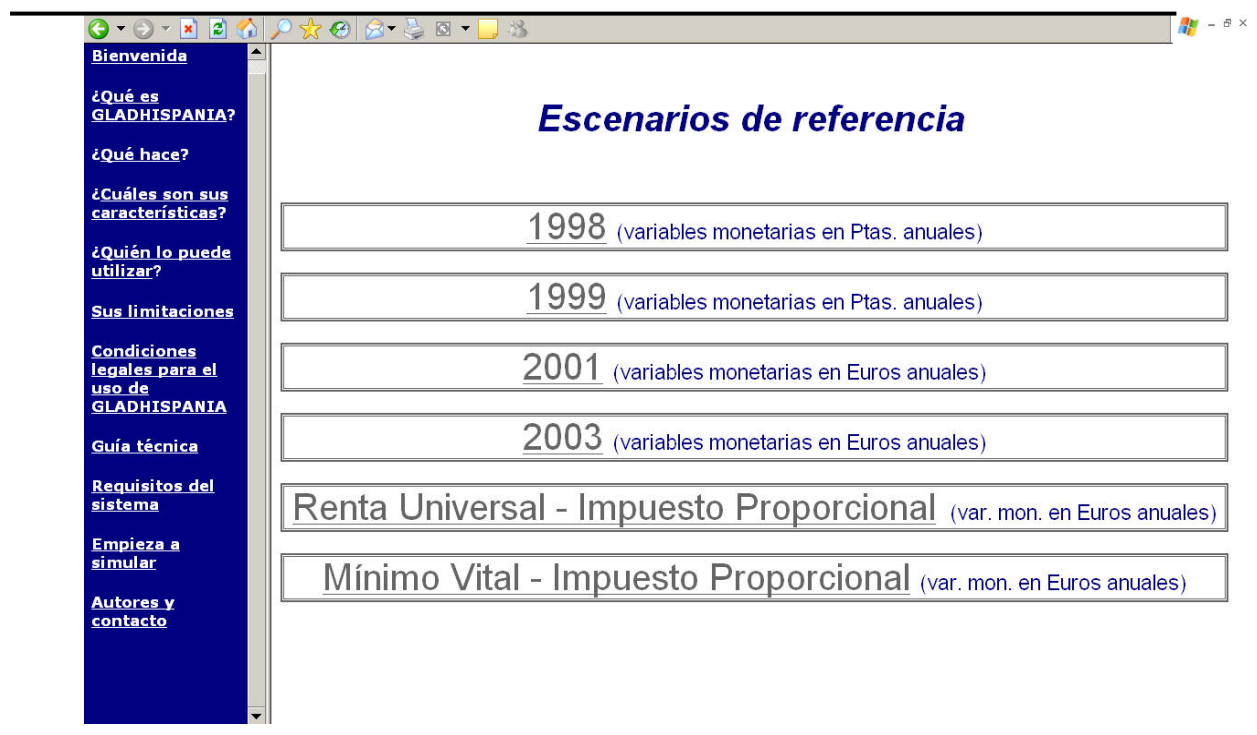 Bienvenida
¿Qué es
GLADHISPANIA?
¿Qué hace?
¿Cuáles son sus
características?
¿Quién lo puede
utilizar?
Sus limitaciones
Condiciones
legales para el
uso de
GLADHISPANIA
Guía técnica
Requisitos del
sistema
Empieza a
simular
Autores y
contacto
Escenarios de referencia
1998 (variables monetarias en Ptas. anuales)
1999 (variables monetarias en Ptas. anuales)
2001 (variables monetarias en Euros anuales)
2003 (variables monetarias en Euros anuales)
Renta Universal - Impuesto Proporcional (var. mon. en Euros anuales)
Mínimo Vital - Impuesto Proporcional (var. mon. en Euros anuales)